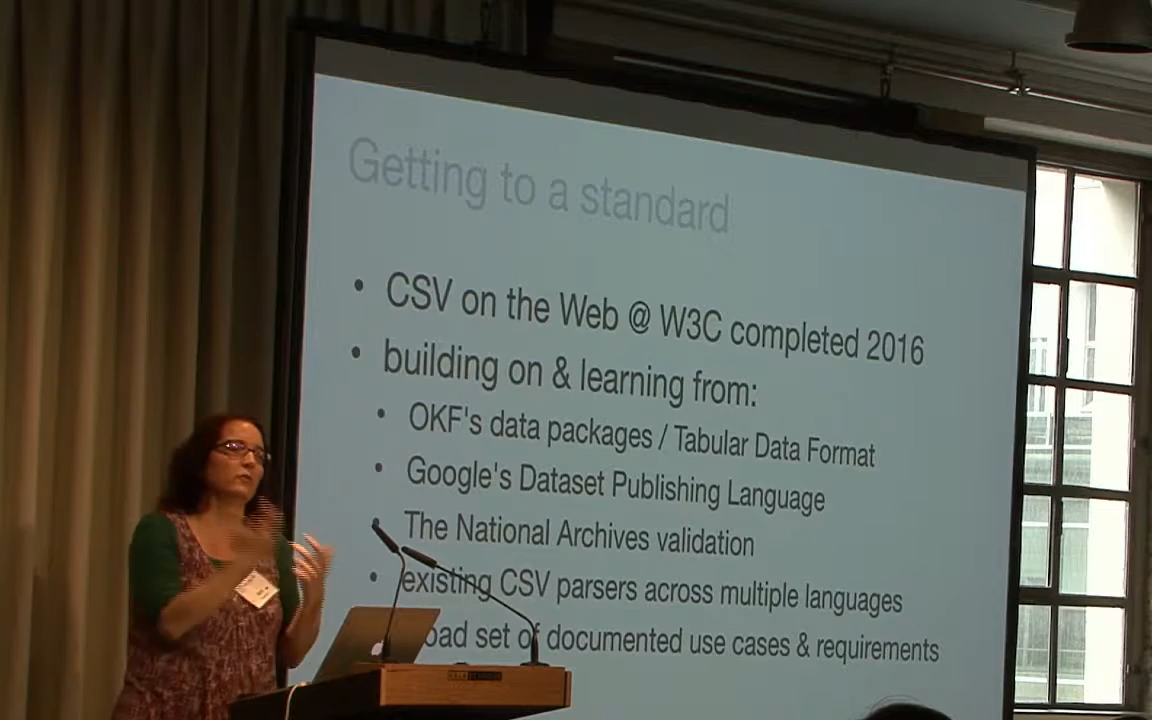 Getting to a standard
• CSV on the Web @ W3C completed 2016
• building on & learning from:
• OKF's data packages / Tabular Data Format
• Google's Dataset Publishing Language
• The National Archives validation
• existing CSV parsers across multiple languages
set of documented use cases & requirements